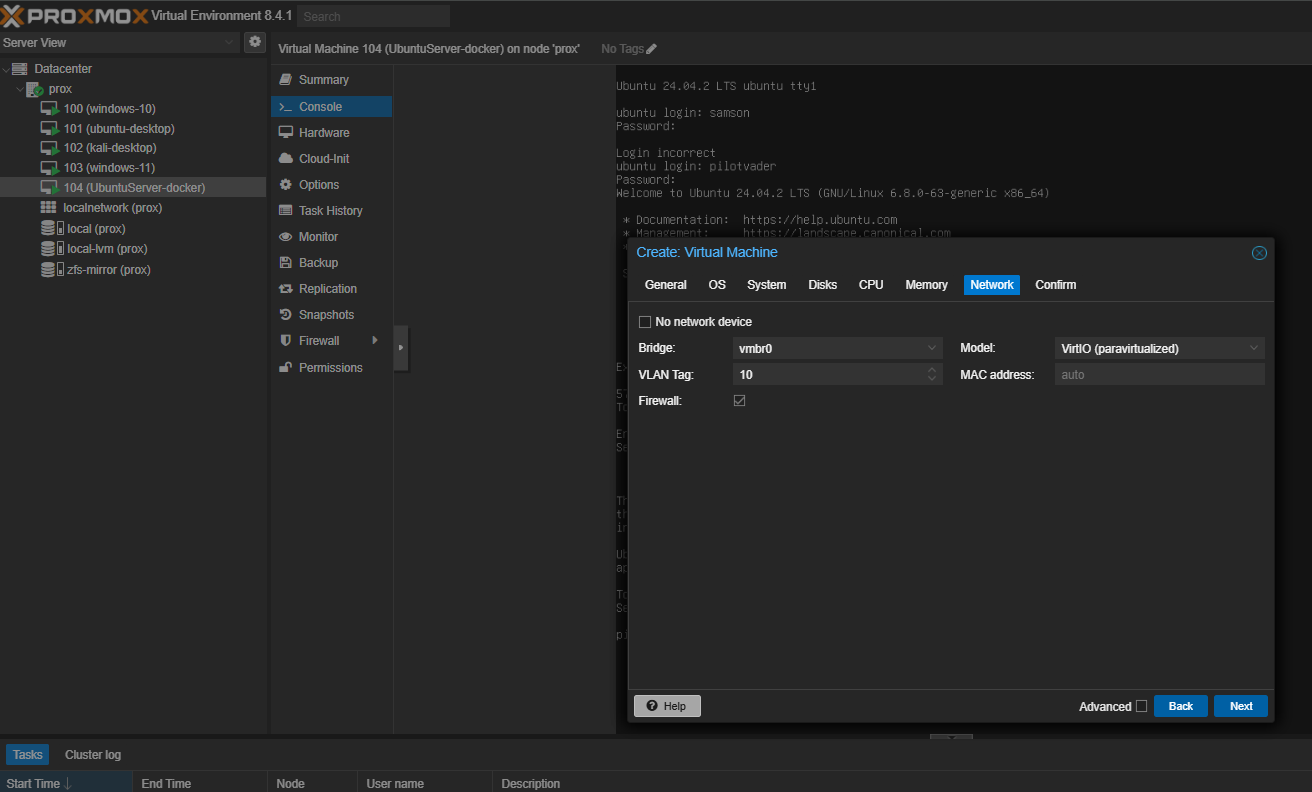 PROXMOX Virtual Environment 8.4.1 Search
Server View
Datacenter
prox
100 (windows-10)
101 (ubuntu-desktop)
102 (kali-desktop)
103 (windows-11)
104 (UbuntuServer-docker)
localnetwork (prox)
local (prox)
local-lvm (prox)
zfs-mirror (prox)
Virtual Machine 104 (UbuntuServer-docker) on node 'prox' No Tags
Summary
Console
Hardware
Cloud-Init
Options
Task History
Monitor
Backup
Replication
Snapshots
Firewall
Permissions
Ubuntu 24.04.2 LTS ubuntu tty1
ubuntu login: samson
Password:
Login incorrect
ubuntu login: pilotvader
Password:
Welcome to Ubuntu 24.04.2 LTS (GNU/Linux 6.8.0-63-generic x86_64)
* Documentation: https://help.ubuntu.com
* Management: https://landscape.canonical.com
Create: Virtual Machine
General OS System Disks CPU Memory Network Confirm
No network device
Bridge: vmbr0 Model: VirtIO (paravirtualized)
VLAN Tag: 10 MAC address: auto
Firewall:
Help Advanced Back Next
Tasks Cluster log
Start Time ↓ End Time Node User name Description